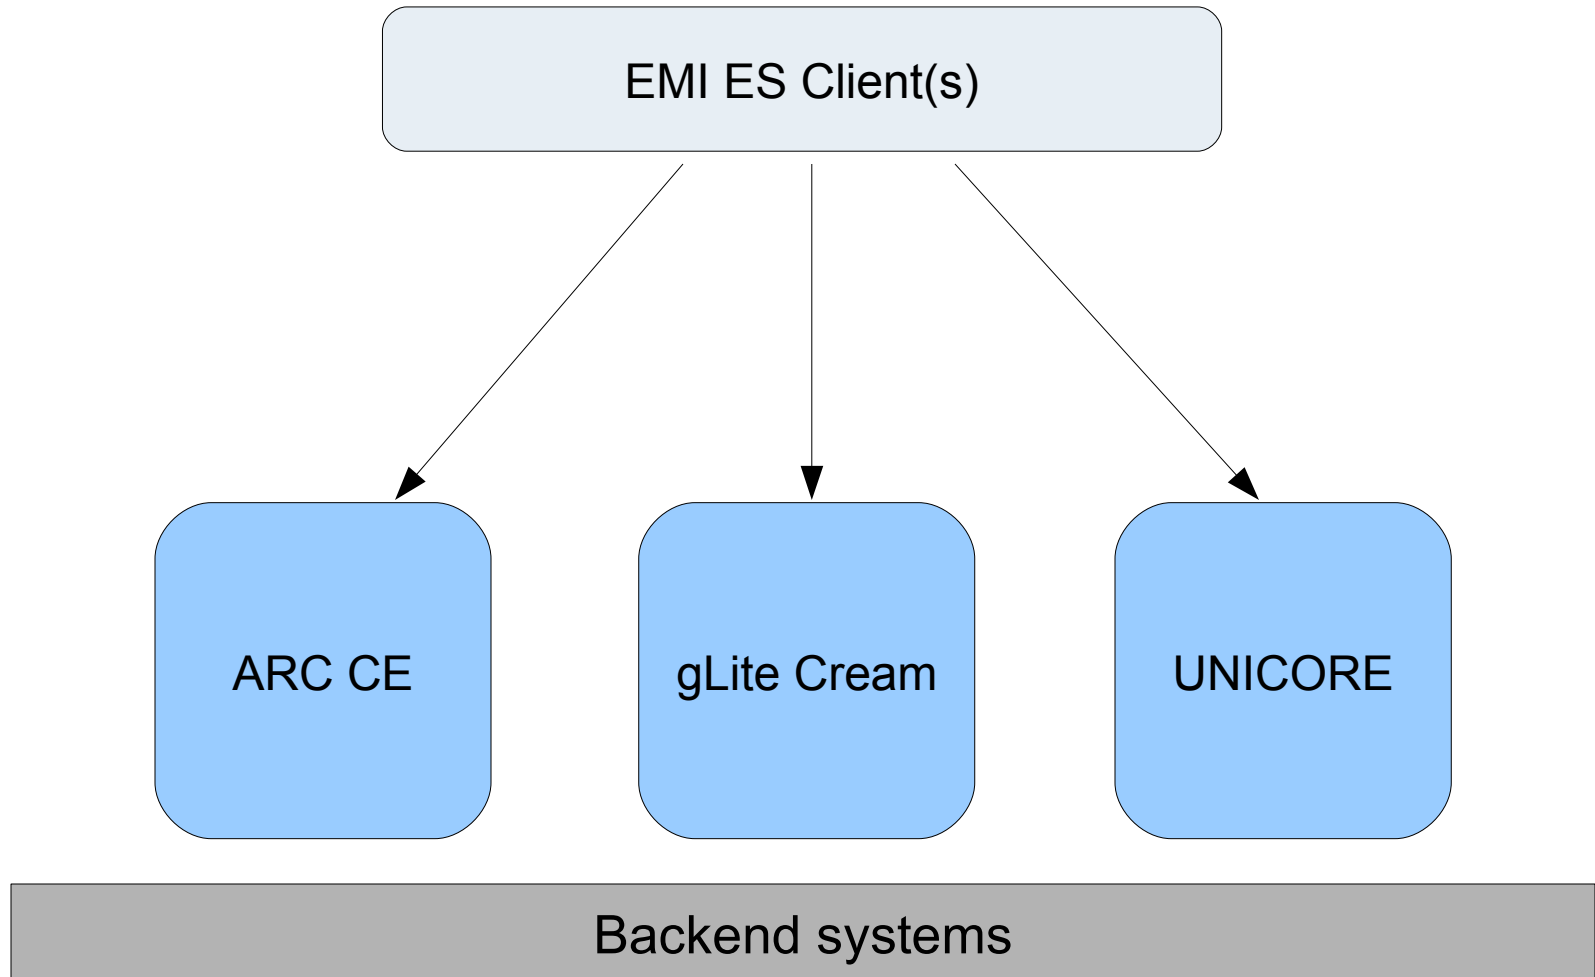 EMI ES Client(s)
ARC CE
gLite Cream
UNICORE
Backend systems